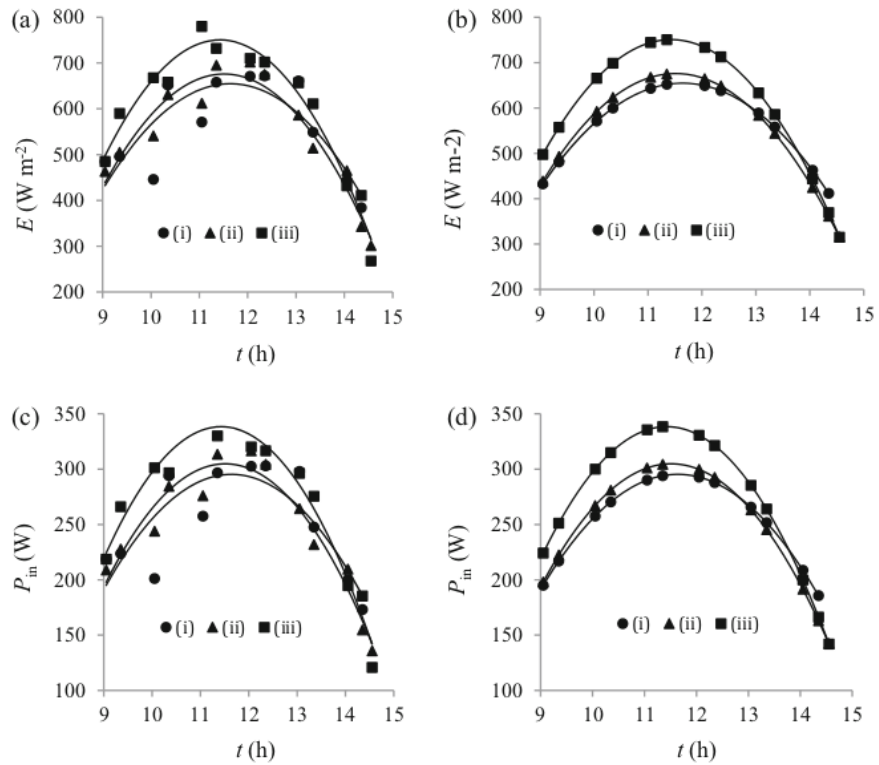 (a)
800
700
600
500
400
300
200
E (W m⁻²)
(i) (ii) (iii)
9 10 11 12 13 14 15
t (h)
(b)
800
700
600
500
400
300
200
E (W m-2)
(i) (ii) (iii)
9 10 11 12 13 14 15
t (h)
(c)
350
300
250
200
150
100
P_in (W)
(i) (ii) (iii)
9 10 11 12 13 14 15
t (h)
(d)
350
300
250
200
150
100
P_in (W)
(i) (ii) (iii)
9 10 11 12 13 14 15
t (h)